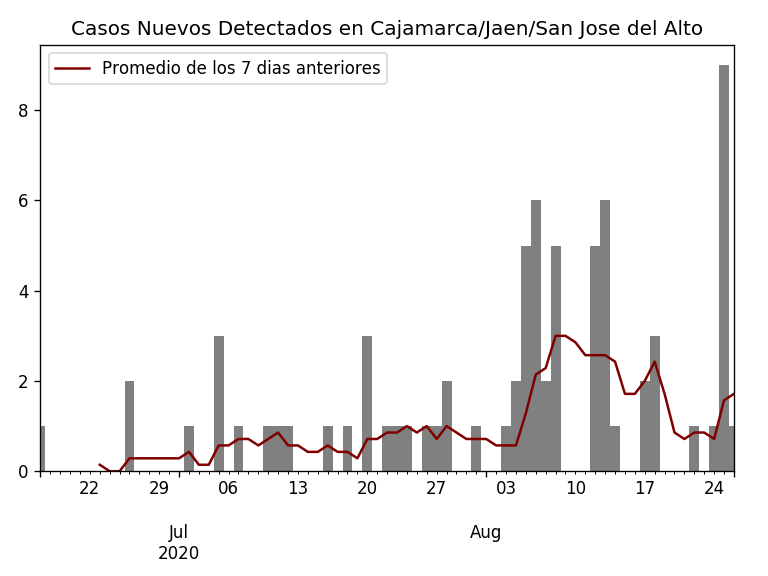 Casos Nuevos Detectados en Cajamarca/Jaen/San Jose del Alto
Promedio de los 7 dias anteriores
8
6
4
2
0
22 29 06 13 20 27 03 10 17 24
Jul Aug
2020